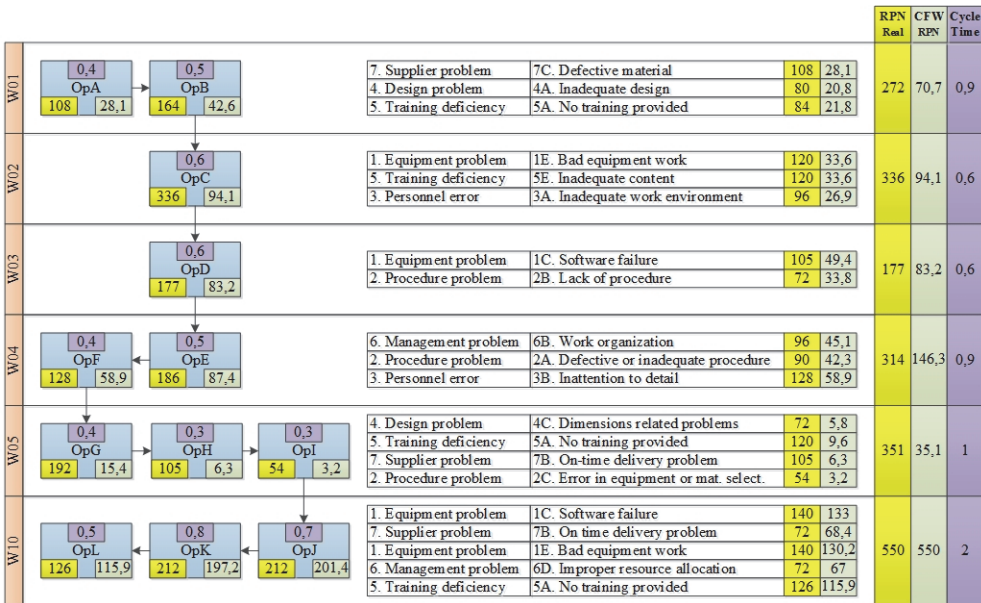 RPN CFW Cycle
Real RPN Time
W01
0,4 0,5
OpA OpB
108 28,1 164 42,6
7. Supplier problem 7C. Defective material 108 28,1
4. Design problem 4A. Inadequate design 80 20,8
5. Training deficiency 5A. No training provided 84 21,8
272 70,7 0,9
W02
0,6
OpC
336 94,1
1. Equipment problem 1E. Bad equipment work 120 33,6
5. Training deficiency 5E. Inadequate content 120 33,6
3. Personnel error 3A. Inadequate work environment 96 26,9
336 94,1 0,6
W03
0,6
OpD
177 83,2
1. Equipment problem 1C. Software failure 105 49,4
2. Procedure problem 2B. Lack of procedure 72 33,8
177 83,2 0,6
W04
0,4 0,5
OpF OpE
128 58,9 186 87,4
6. Management problem 6B. Work organization 96 45,1
2. Procedure problem 2A. Defective or inadequate procedure 90 42,3
3. Personnel error 3B. Inattention to detail 128 58,9
314 146,3 0,9
W05
0,4 0,3 0,3
OpG OpH OpI
192 15,4 105 6,3 54 3,2
4. Design problem 4C. Dimensions related problems 72 5,8
5. Training deficiency 5A. No training provided 120 9,6
7. Supplier problem 7B. On-time delivery problem 105 6,3
2. Procedure problem 2C. Error in equipment or mat. select. 54 3,2
351 35,1 1
W10
0,5 0,8 0,7
OpL OpK OpJ
126 115,9 212 197,2 212 201,4
1. Equipment problem 1C. Software failure 140 133
7. Supplier problem 7B. On time delivery problem 72 68,4
1. Equipment problem 1E. Bad equipment work 140 130,2
6. Management problem 6D. Improper resource allocation 72 67
5. Training deficiency 5A. No training provided 126 115,9
550 550 2